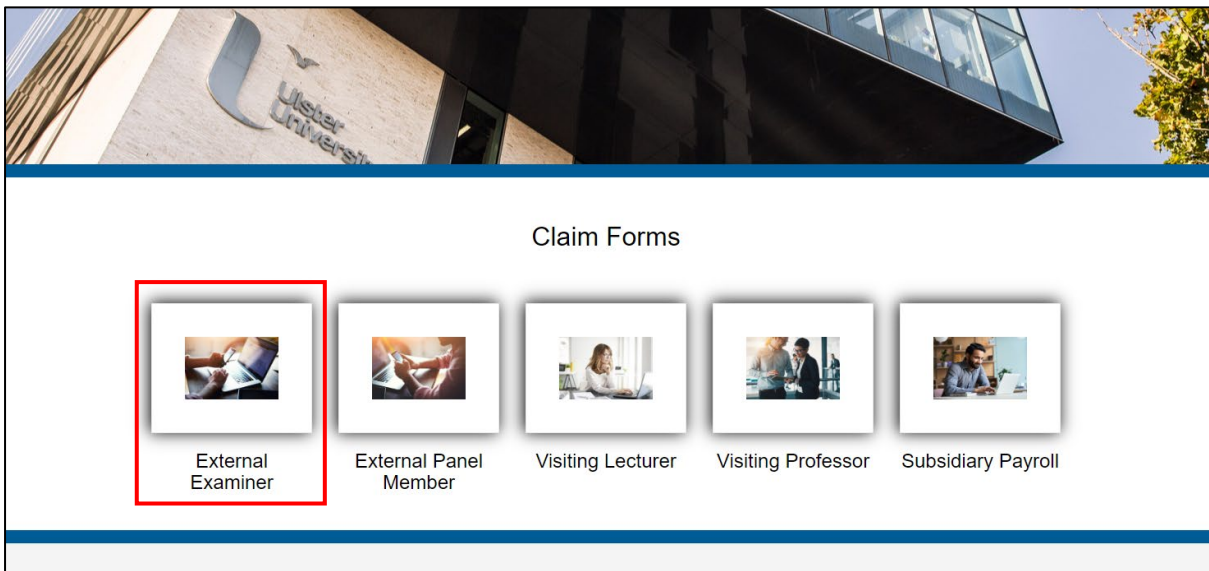 Ulster
University
Claim Forms
External
Examiner
External Panel
Member
Visiting Lecturer
Visiting Professor
Subsidiary Payroll